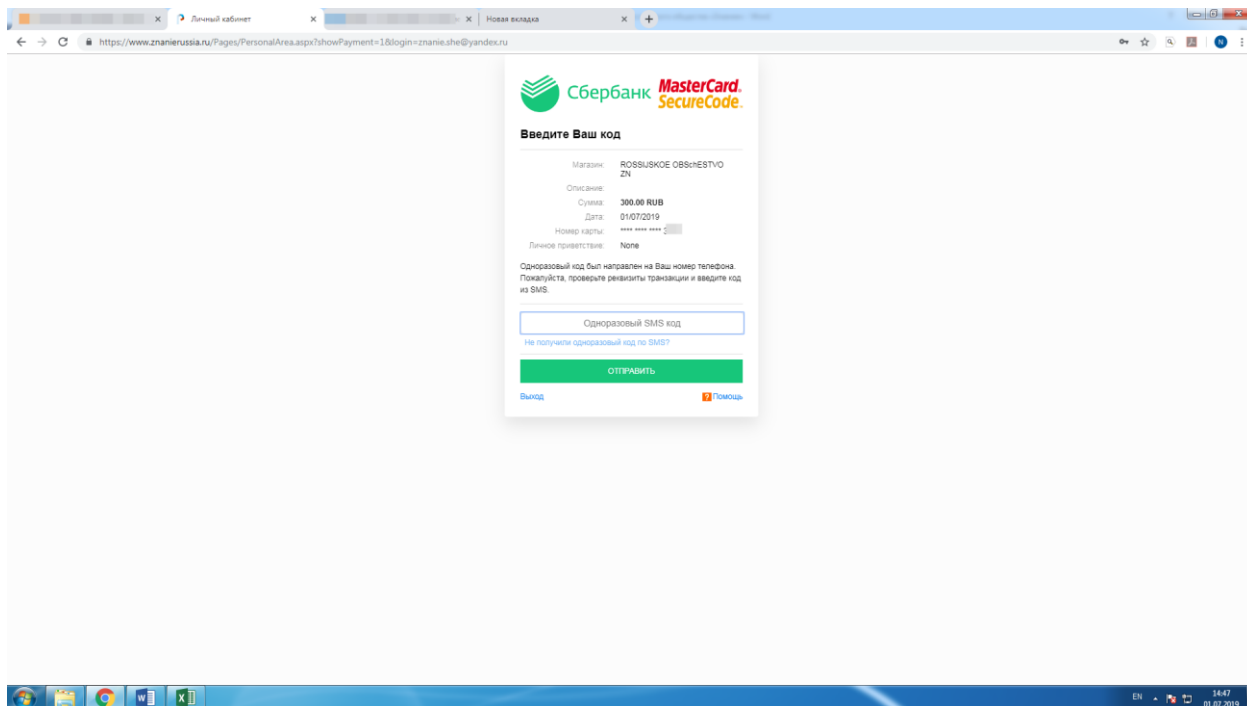 Личный кабинет
Новая вкладка
https://www.znanierussia.ru/Pages/PersonalArea.aspx?showPayment=1&login=znanie.she@yandex.ru
N
Сбербанк
MasterCard.
SecureCode.
Введите Ваш код
Магазин: ROSSIJSKOE OBSchESTVO
ZN
Описание:
Сумма: 300.00 RUB
Дата: 01/07/2019
Номер карты: **** **** ****
Личное приветствие: None
Одноразовый код был направлен на Ваш номер телефона.
Пожалуйста, проверьте реквизиты транзакции и введите код
из SMS.
Одноразовый SMS код
Не получили одноразовый код по SMS?
ОТПРАВИТЬ
Выход
? Помощь
EN
14:47
01.07.2019